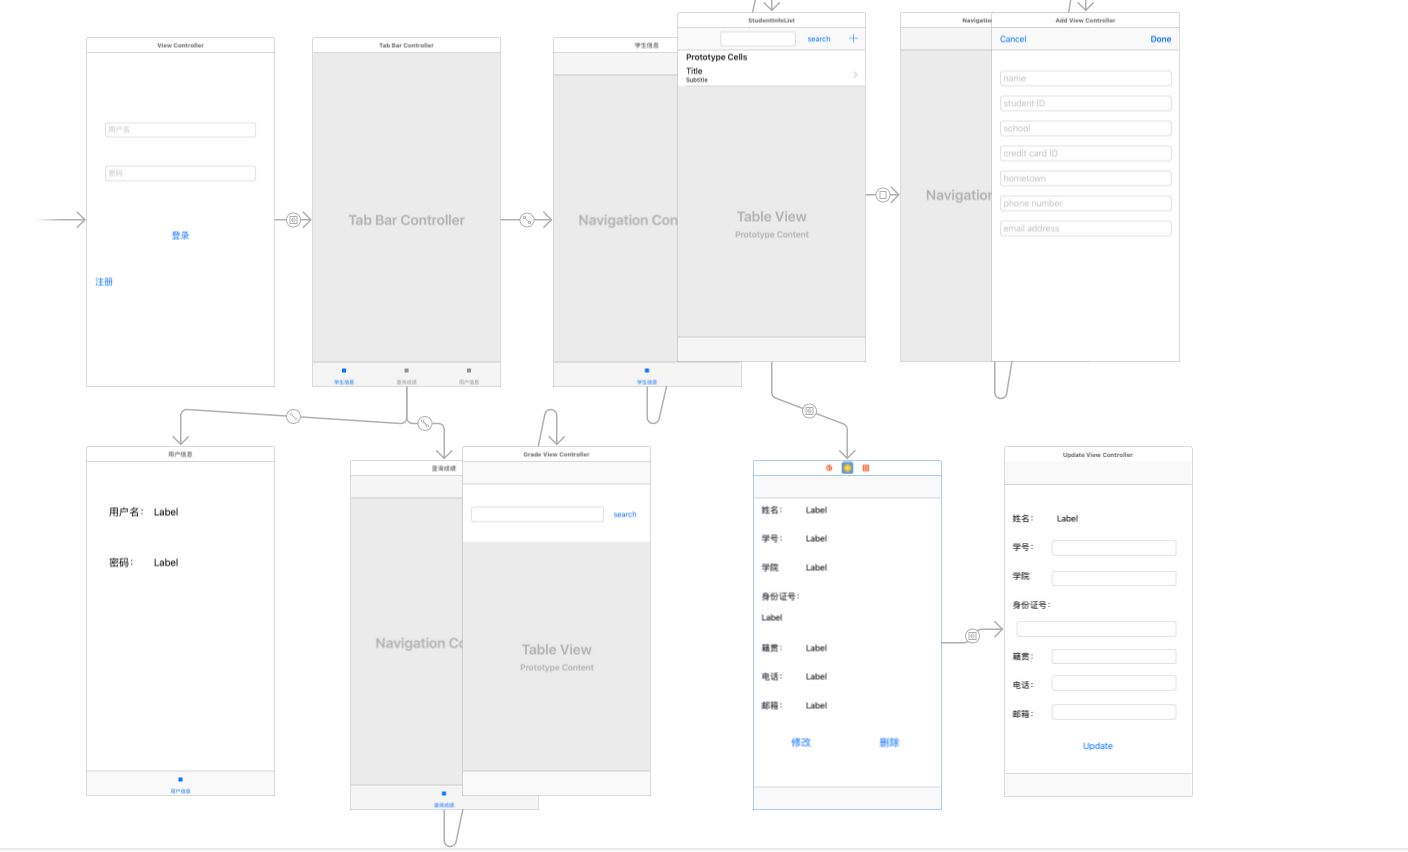 View Controller
用户名
密码
登录
注册
Tab Bar Controller
Tab Bar Controller
学生信息
查询成绩
用户信息
学生信息
Navigation Con
学生信息
StudentInfoList
search
Prototype Cells
Title
Subtitle
Table View
Prototype Content
Navigatio
Navigation
Add View Controller
Cancel
Done
name
student ID
school
credit card ID
hometown
phone number
email address
用户信息
用户名：
Label
密码：
Label
用户信息
查询成绩
Navigation Co
查询成绩
Grade View Controller
search
Table View
Prototype Content
姓名：
Label
学号：
Label
学院
Label
身份证号：
Label
籍贯：
Label
电话：
Label
邮箱：
Label
修改
删除
Update View Controller
姓名：
Label
学号：
学院
身份证号：
籍贯：
电话：
邮箱：
Update